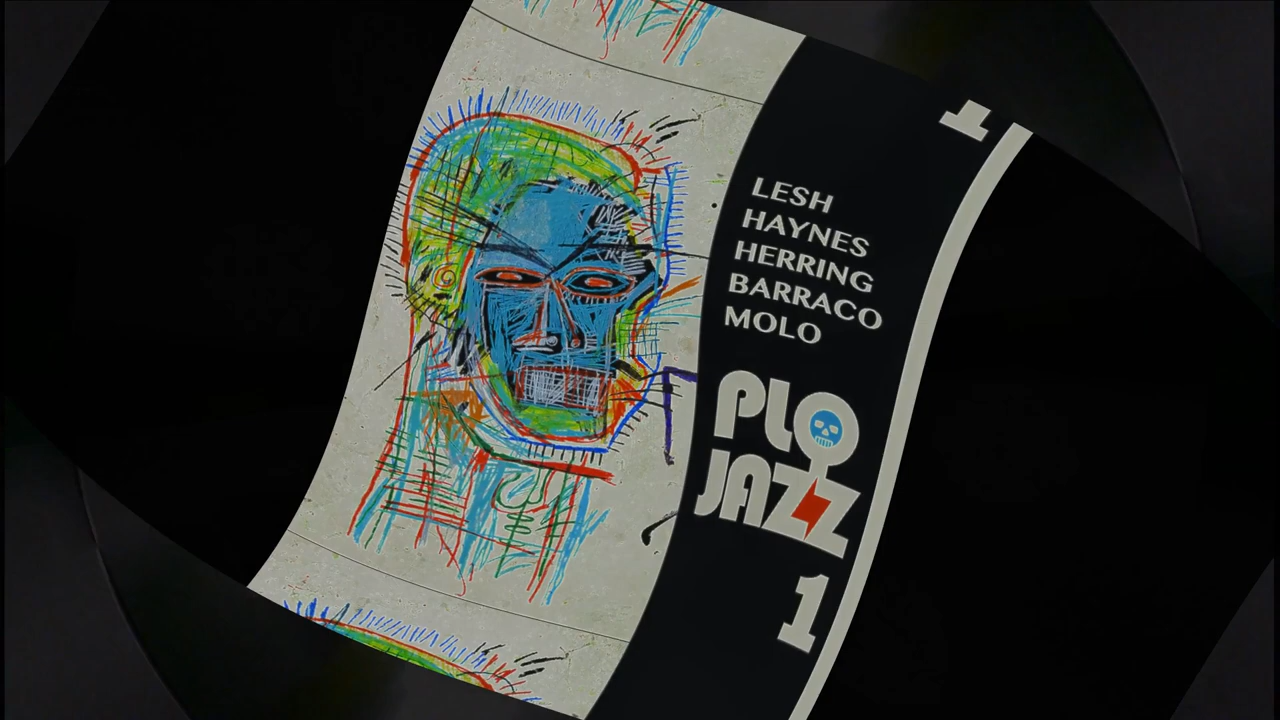 1
LESH
HAYNES
HERRING
BARRACO
MOLO
PLO
JAZZ
1